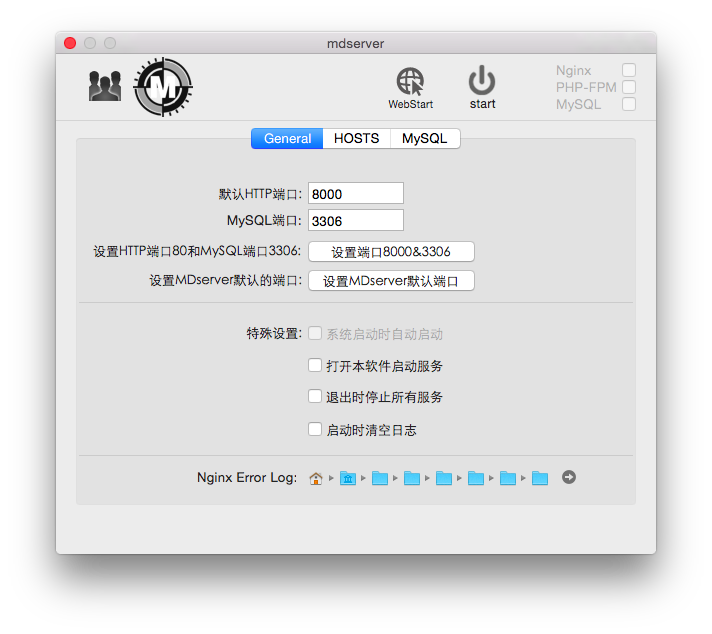 mdserver
M
WebStart
start
Nginx
PHP-FPM
MySQL
General HOSTS MySQL
默认HTTP端口: 8000
MySQL端口: 3306
设置HTTP端口80和MySQL端口3306: 设置端口8000&3306
设置MDserver默认的端口: 设置MDserver默认端口
特殊设置: 系统启动时自动启动
打开本软件启动服务
退出时停止所有服务
启动时清空日志
Nginx Error Log: